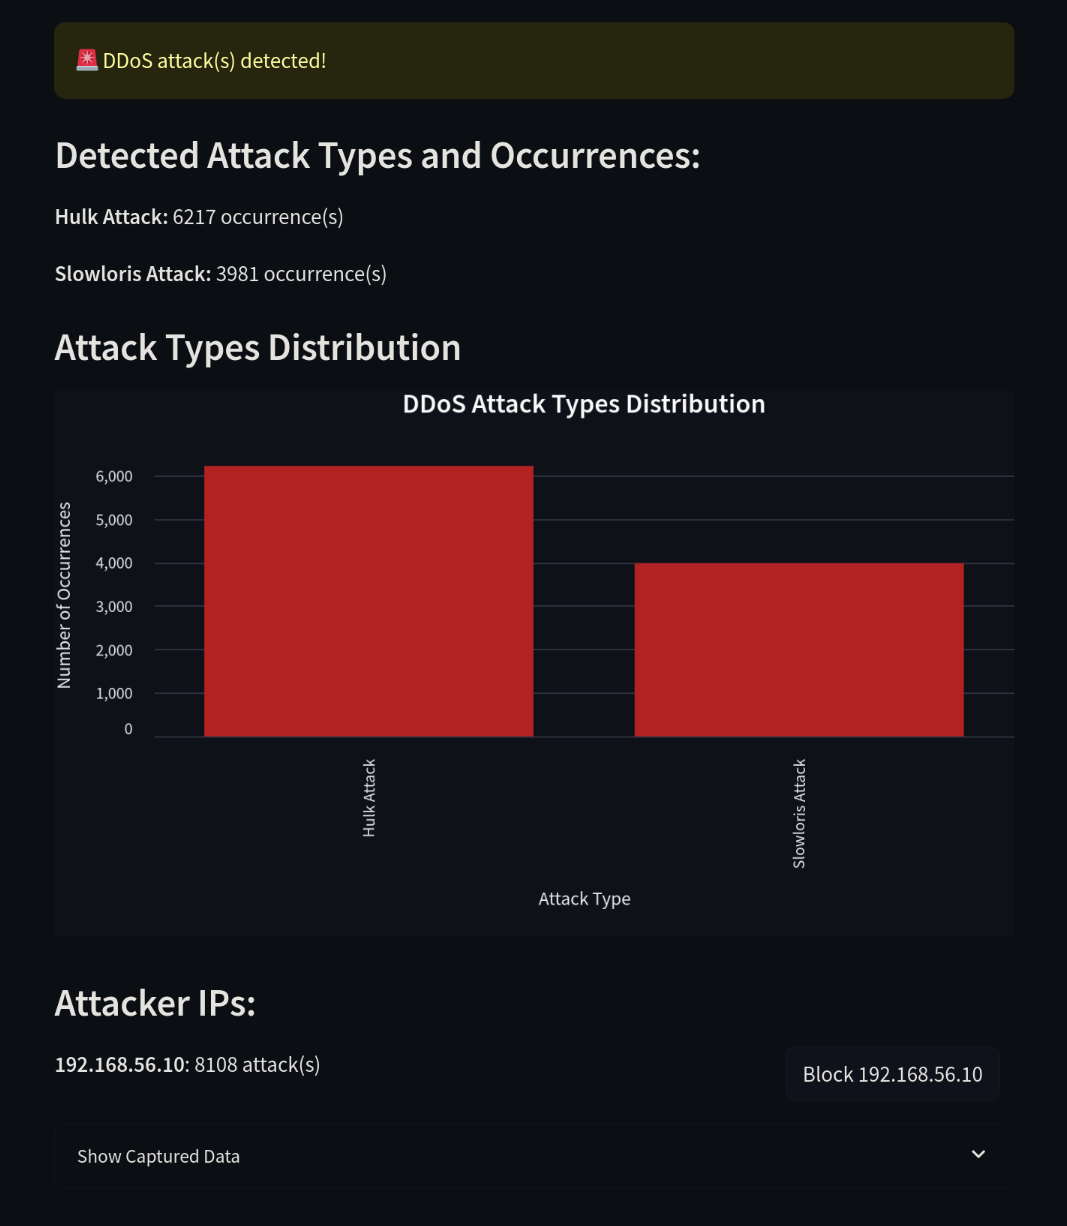 🚨 DDoS attack(s) detected!
Detected Attack Types and Occurrences:
Hulk Attack: 6217 occurrence(s)
Slowloris Attack: 3981 occurrence(s)
Attack Types Distribution
DDoS Attack Types Distribution
Number of Occurrences
6,000
5,000
4,000
3,000
2,000
1,000
0
Hulk Attack
Slowloris Attack
Attack Type
Attacker IPs:
192.168.56.10: 8108 attack(s)
Block 192.168.56.10
Show Captured Data